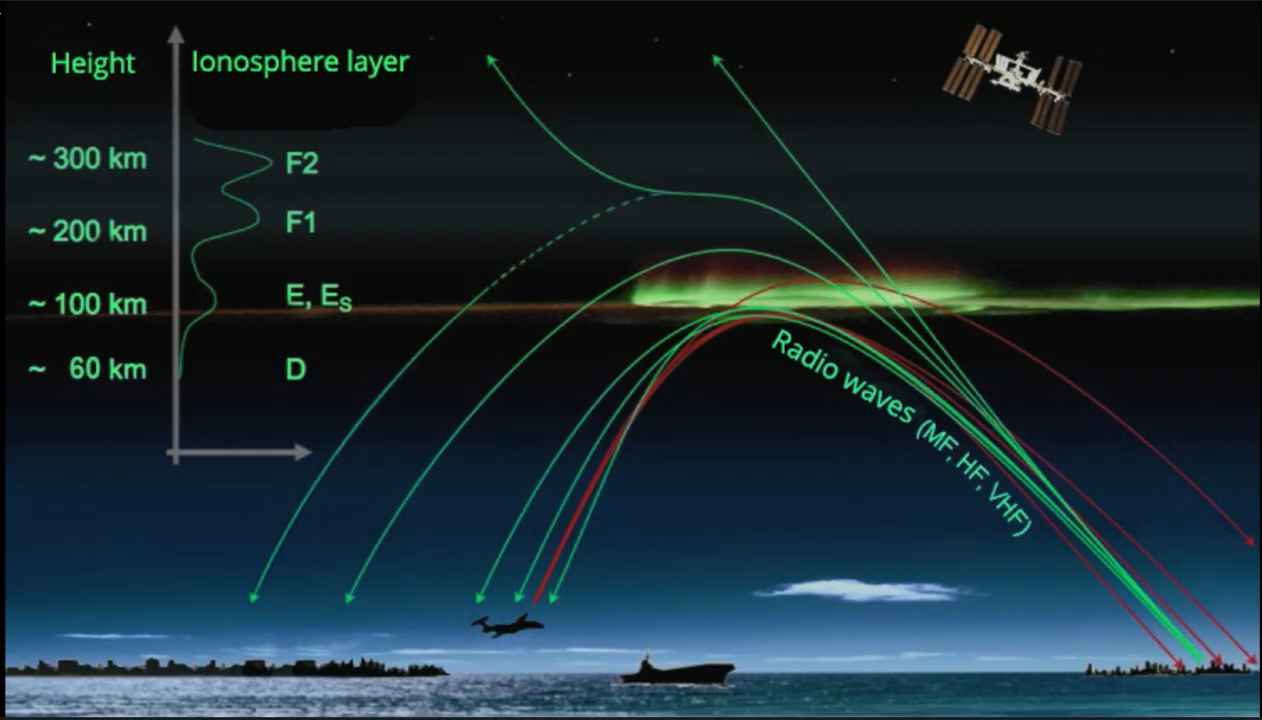 Height
Ionosphere layer
~ 300 km
F2
~ 200 km
F1
~ 100 km
E, Es
~ 60 km
D
Radio waves (MF, HF, VHF)